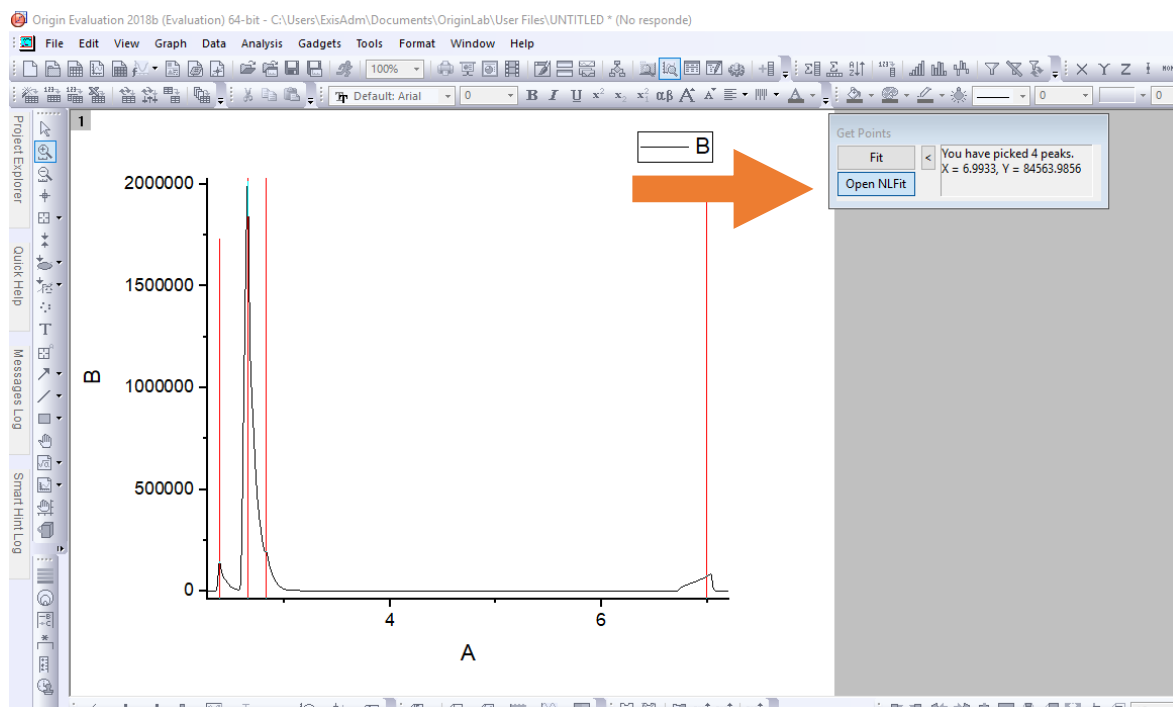 Origin Evaluation 2018b (Evaluation) 64-bit - C:\Users\ExisAdm\Documents\OriginLab\User Files\UNTITLED * (No responde)
File Edit View Graph Data Analysis Gadgets Tools Format Window Help
100%
Default: Arial 0 B I U 0 0
Project Explorer
Quick Help
Messages Log
Smart Hint Log
1
B
Get Points
Fit < You have picked 4 peaks.
X = 6.9933, Y = 84563.9856
Open NLFit
2000000
1500000
1000000
500000
0
B
4 6
A